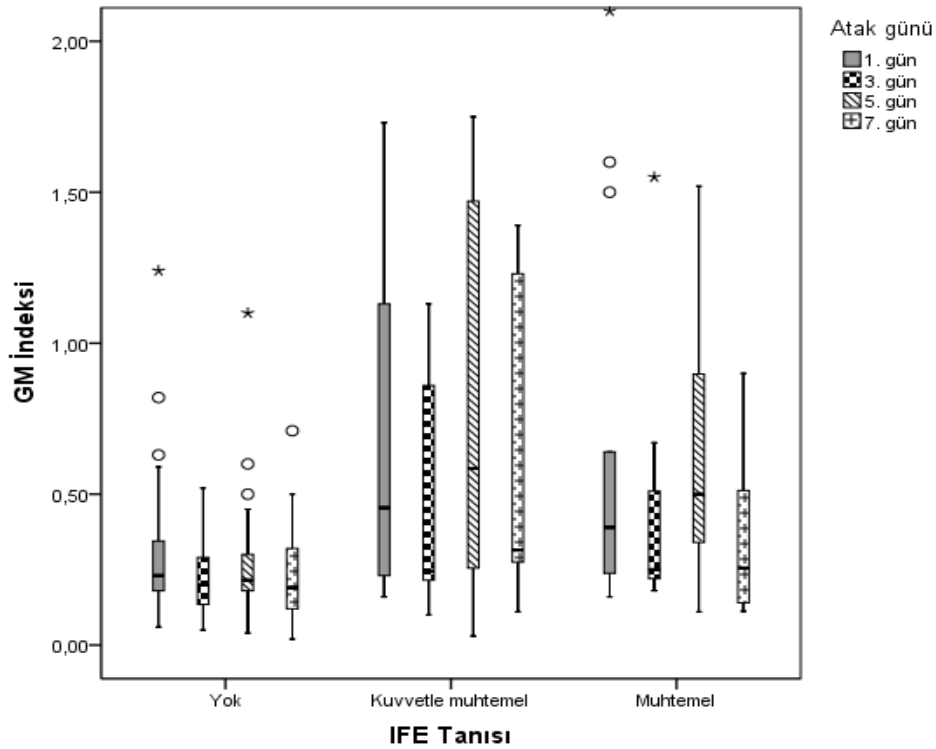 Atak günü
1. gün
3. gün
5. gün
7. gün
2,00
1,50
1,00
0,50
0,00
GM İndeksi
Yok
Kuvvetle muhtemel
Muhtemel
IFE Tanısı